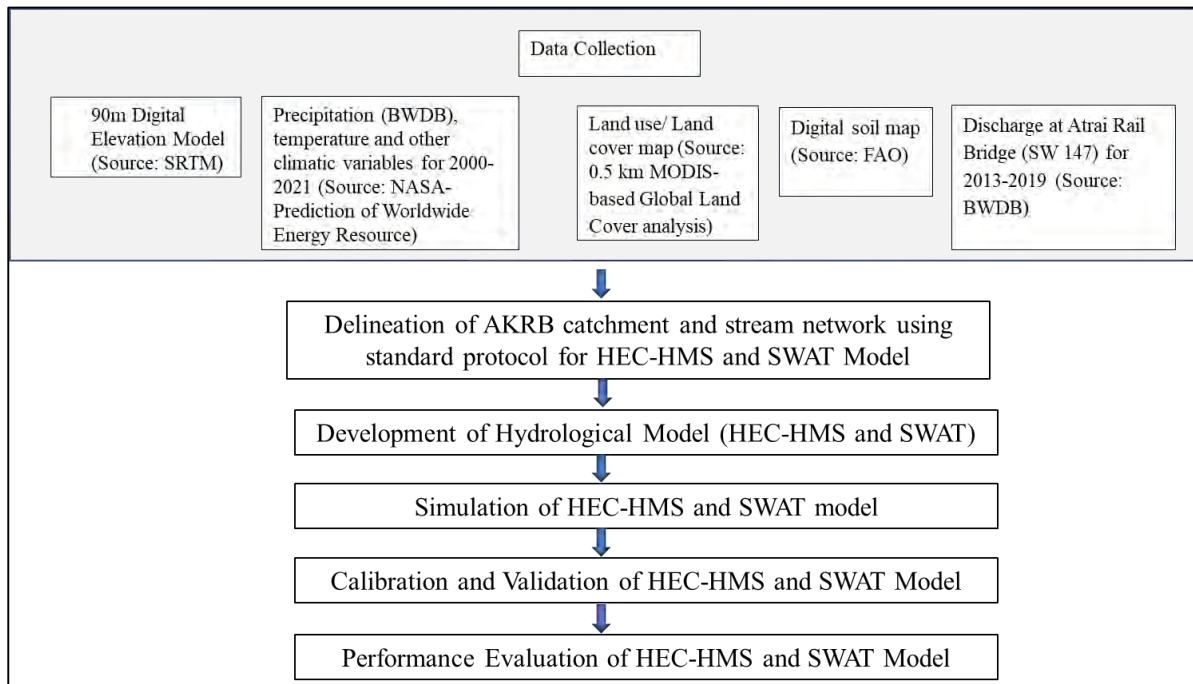 Data Collection
90m Digital
Elevation Model
(Source: SRTM)
Precipitation (BWDB),
temperature and other
climatic variables for 2000-
2021 (Source: NASA-
Prediction of Worldwide
Energy Resource)
Land use/ Land
cover map (Source:
0.5 km MODIS-
based Global Land
Cover analysis)
Digital soil map
(Source: FAO)
Discharge at Atrai Rail
Bridge (SW 147) for
2013-2019 (Source:
BWDB)
Delineation of AKRB catchment and stream network using
standard protocol for HEC-HMS and SWAT Model
Development of Hydrological Model (HEC-HMS and SWAT)
Simulation of HEC-HMS and SWAT model
Calibration and Validation of HEC-HMS and SWAT Model
Performance Evaluation of HEC-HMS and SWAT Model